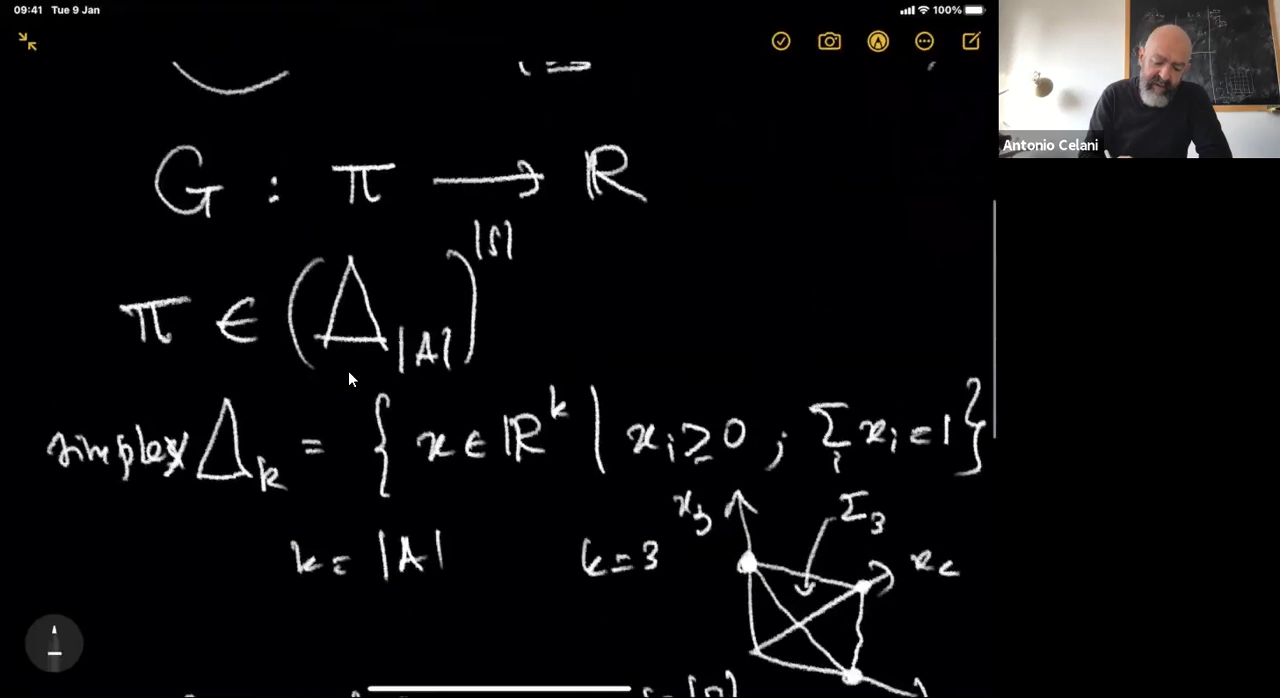 09:41 Tue 9 Jan
100%
Antonio Celani
G : π ⟶ ℝ
π ∈ (Δ_|A|)^|S|
simplex Δ_k = { x ∈ ℝ^k | x_i ≥ 0 ; Σ_i x_i = 1 }
k = |A| k = 3
x_3 Σ_3
x_2